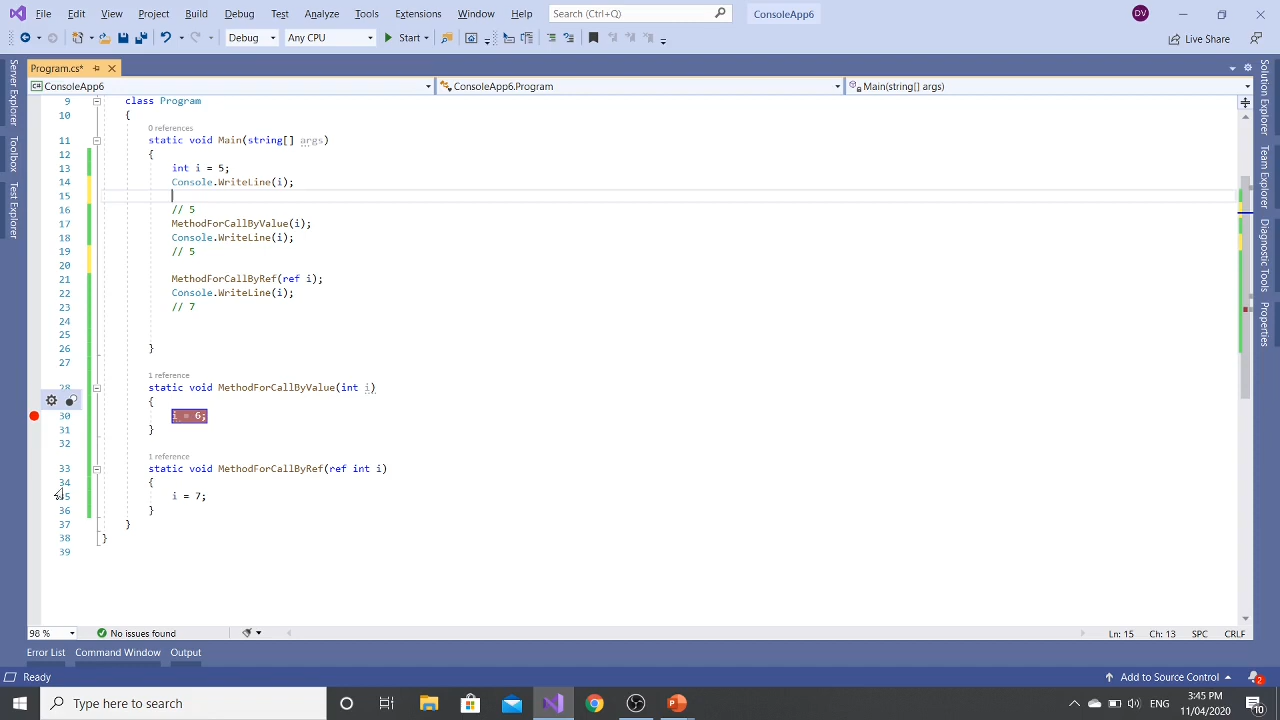 File Edit View Project Build Debug Test Analyze Tools Extensions Window Help Search (Ctrl+Q) ConsoleApp6 DV
Debug Any CPU Start Live Share
Program.cs*
ConsoleApp6 ConsoleApp6.Program Main(string[] args)
9 class Program
10 {
0 references
11 static void Main(string[] args)
12 {
13 int i = 5;
14 Console.WriteLine(i);
15
16 // 5
17 MethodForCallByValue(i);
18 Console.WriteLine(i);
19 // 5
20
21 MethodForCallByRef(ref i);
22 Console.WriteLine(i);
23 // 7
24
25
26 }
27
1 reference
28 static void MethodForCallByValue(int i)
{
30 i = 6;
31 }
32
1 reference
33 static void MethodForCallByRef(ref int i)
34 {
35 i = 7;
36 }
37 }
38 }
39
98 % No issues found Ln: 15 Ch: 13 SPC CRLF
Error List Command Window Output
Ready Add to Source Control 2
Type here to search ENG 3:45 PM 11/04/2020 10
Server Explorer
Toolbox
Test Explorer
Solution Explorer
Team Explorer
Diagnostic Tools
Properties